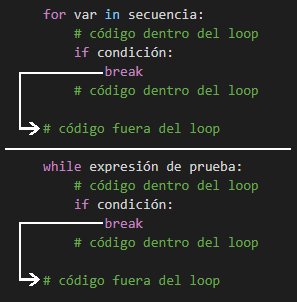 for var in secuencia:
# código dentro del loop
if condición:
break
# código dentro del loop
# código fuera del loop
while expresión de prueba:
# código dentro del loop
if condición:
break
# código dentro del loop
# código fuera del loop